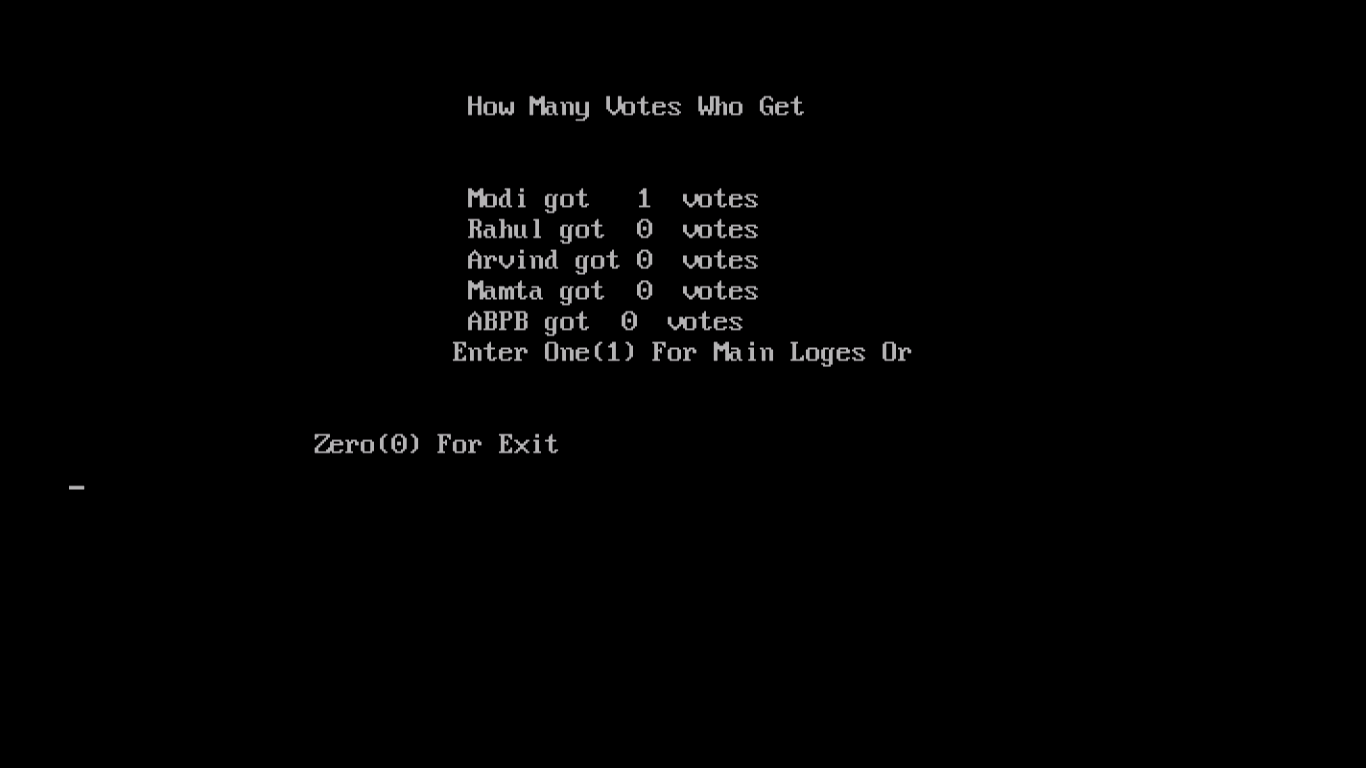 How Many Votes Who Get
Modi got 1 votes
Rahul got 0 votes
Arvind got 0 votes
Mamta got 0 votes
ABPB got 0 votes
Enter One(1) For Main Loges Or
Zero(0) For Exit